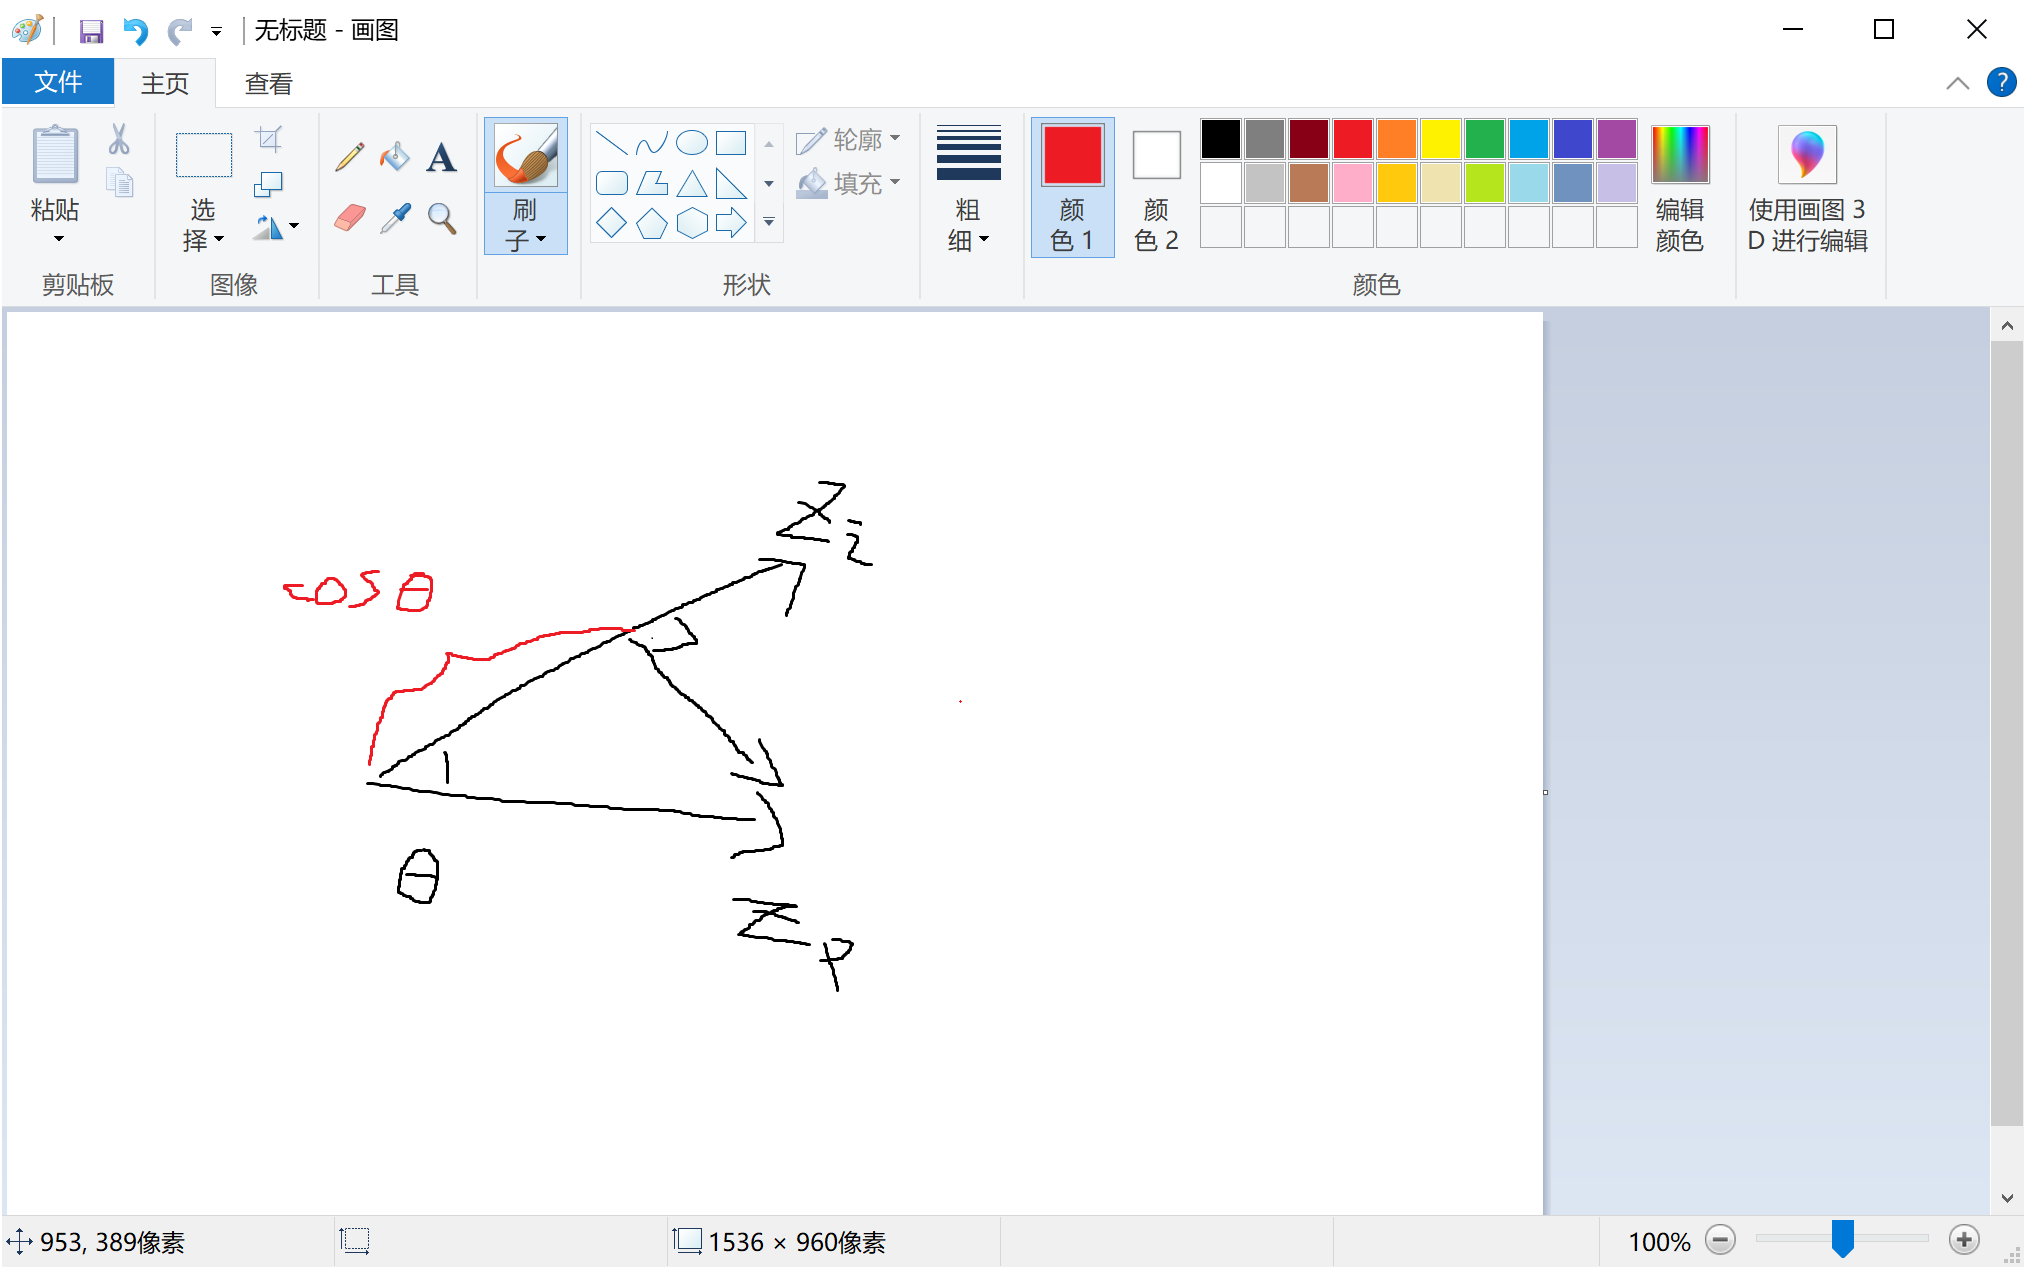 无标题 - 画图
文件 主页 查看
粘贴
选择
刷子
轮廓
填充
粗细
颜色 1
颜色 2
编辑颜色
使用画图 3D 进行编辑
剪贴板 图像 工具 形状 颜色
Zi
cos θ
θ
Zp
953, 389像素 1536 × 960像素 100%